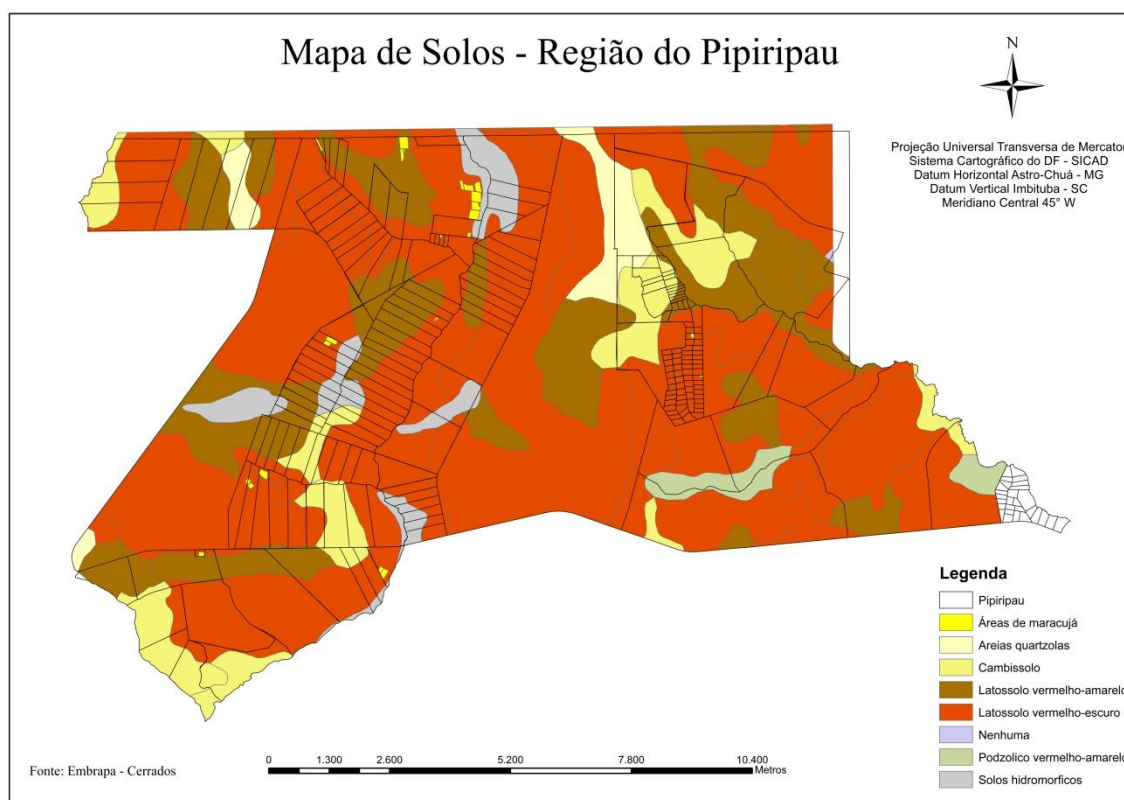 Mapa de Solos - Região do Pipiripau
N
Projeção Universal Transversa de Mercator
Sistema Cartográfico do DF - SICAD
Datum Horizontal Astro-Chuá - MG
Datum Vertical Imbituba - SC
Meridiano Central 45° W
Legenda
Pipiripau
Áreas de maracujá
Areias quartzolas
Cambissolo
Latossolo vermelho-amarelo
Latossolo vermelho-escuro
Nenhuma
Podzolico vermelho-amarelo
Solos hidromorficos
Fonte: Embrapa - Cerrados
0 1.300 2.600 5.200 7.800 10.400
Metros